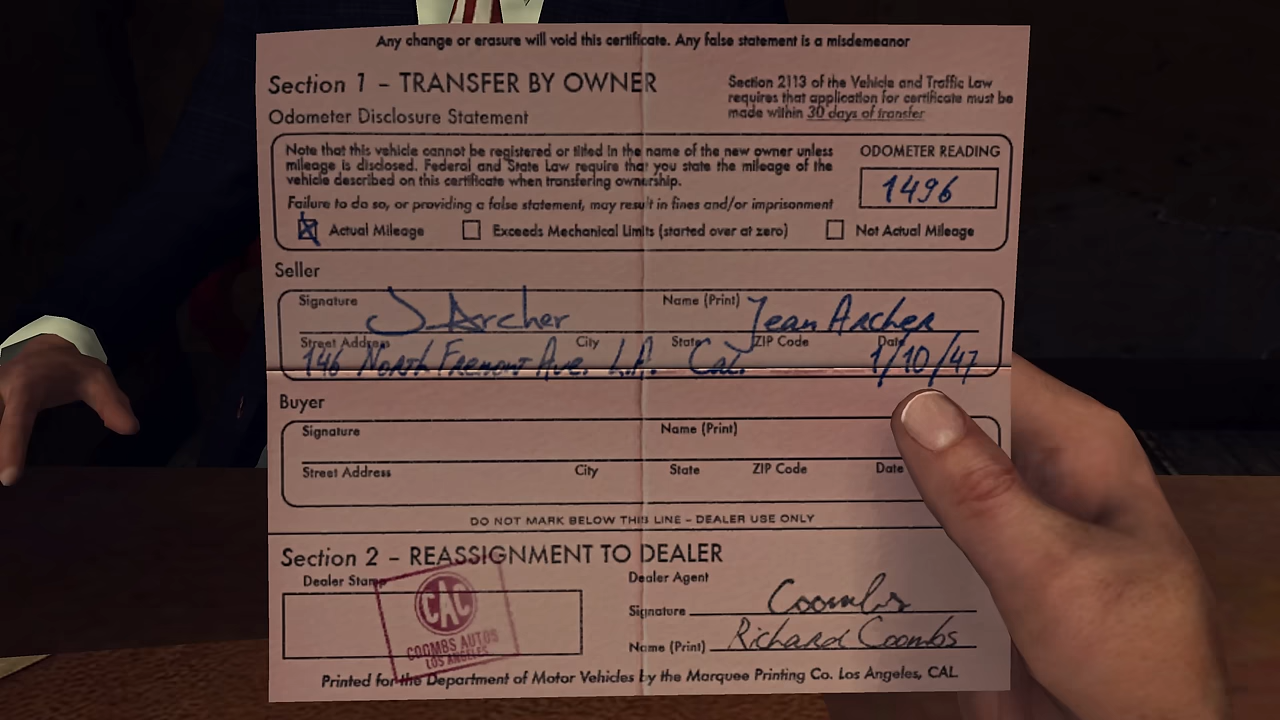 Any change or erasure will void this certificate. Any false statement is a misdemeanor
Section 1 – TRANSFER BY OWNER
Section 2113 of the Vehicle and Traffic Law
requires that application for certificate must be
made within 30 days of transfer
Odometer Disclosure Statement
Note that this vehicle cannot be registered or titled in the name of the new owner unless
mileage is disclosed. Federal and State Law require that you state the mileage of the
vehicle described on this certificate when transfering ownership.
Failure to do so, or providing a false statement, may result in fines and/or imprisonment
ODOMETER READING
1496
Actual Mileage Exceeds Mechanical Limits (started over at zero) Not Actual Mileage
Seller
Signature J Archer Name (Print) Jean Archer
Street Address City State ZIP Code Date
146 North Fremont Ave. L.A. Cal. 1/10/47
Buyer
Signature Name (Print)
Street Address City State ZIP Code Date
DO NOT MARK BELOW THIS LINE – DEALER USE ONLY
Section 2 – REASSIGNMENT TO DEALER
Dealer Stamp
CAC
COOMBS AUTOS
LOS ANGELES
Dealer Agent
Signature Coombs
Name (Print) Richard Coombs
Printed for the Department of Motor Vehicles by the Marquee Printing Co. Los Angeles, CAL